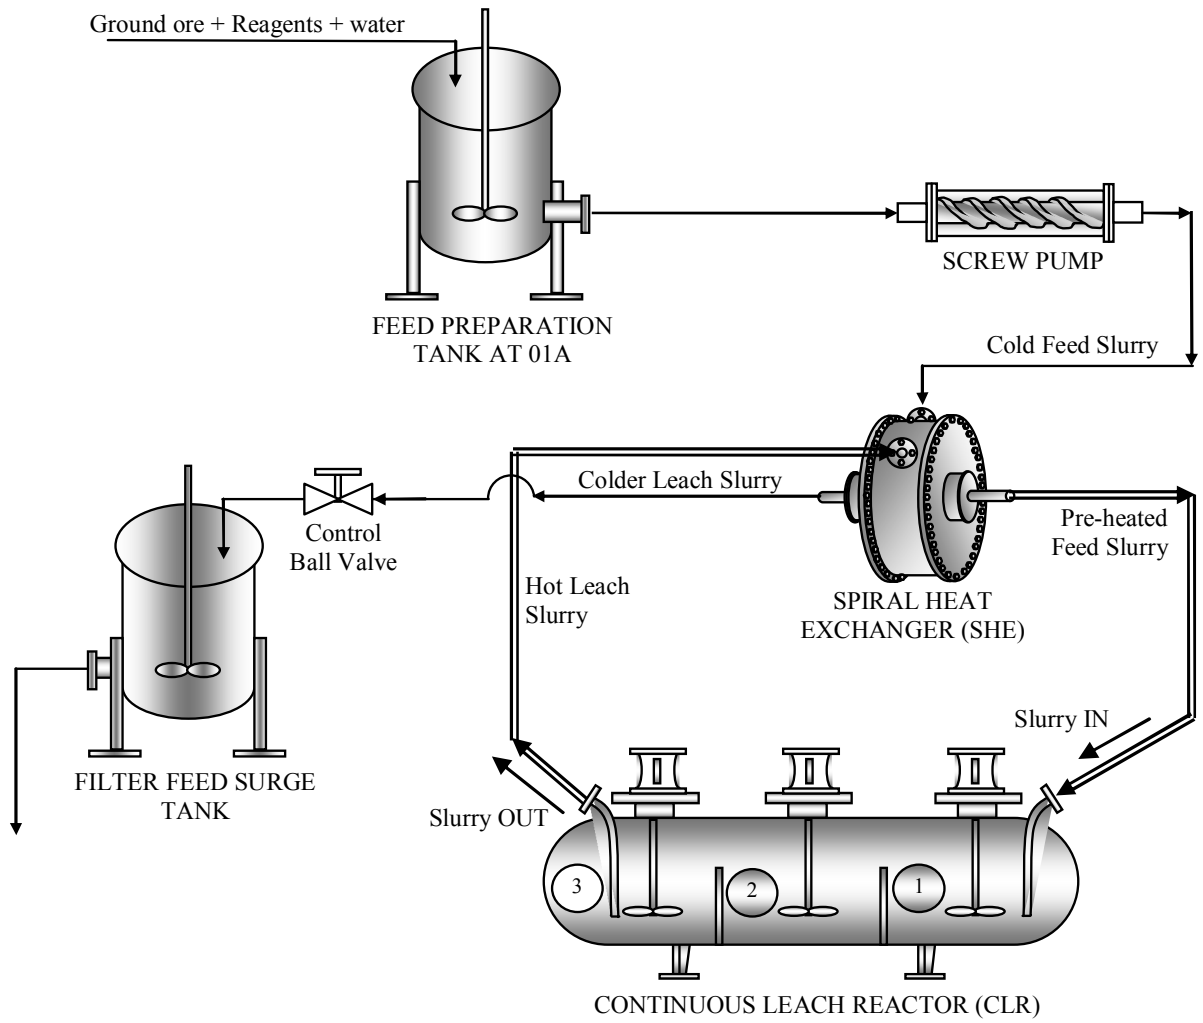 Ground ore + Reagents + water
SCREW PUMP
FEED PREPARATION
TANK AT 01A
Cold Feed Slurry
Colder Leach Slurry
Pre-heated
Feed Slurry
Control
Ball Valve
Hot Leach
Slurry
SPIRAL HEAT
EXCHANGER (SHE)
Slurry IN
FILTER FEED SURGE
TANK
Slurry OUT
3
2
1
CONTINUOUS LEACH REACTOR (CLR)